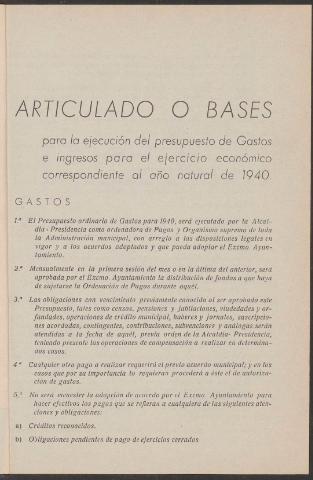 ARTICULADO O BASES
para la ejecución del presupuesto de Gastos
e ingresos para el ejercicio económico
correspondiente al año natural de 1940.
GASTOS
1.ª El Presupuesto ordinario de Gastos para 1940, será ejecutado por la Alcal-
día-Presidencia como ordenadora de Pagos y Organismo supremo de toda
la Administración municipal, con arreglo a las disposiciones legales en
vigor y a los acuerdos adoptados y que pueda adoptar el Excmo. Ayun-
tamiento.
2.ª Mensualmente en la primera sesión del mes o en la última del anterior, será
aprobada por el Excmo. Ayuntamiento la distribución de fondos a que haya
de sujetarse la Ordenación de Pagos durante aquél.
3.ª Las obligaciones con vencimiento previamente conocido al ser aprobado este
Presupuesto, tales como censos, pensiones y jubilaciones, viudedades y or-
fandades, operaciones de crédito municipal, haberes y jornales, suscripcio-
nes acordadas, contingentes, contribuciones, subvenciones y análogas serán
atendidas a la fecha de aquél, previa orden de la Alcaldía-Presidencia,
teniendo presente las operaciones de compensación a realizar en determina-
dos casos.
4.ª Cualquier otro pago a realizar requerirá el previo acuerdo municipal; y en los
casos que por su importancia lo requieran procederá a éste el de autoriza-
ción de gastos.
5.ª No será menester la adopción de acuerdo por el Excmo. Ayuntamiento para
hacer efectivos los pagos que se refieran a cualquiera de las siguientes aten-
ciones y obligaciones:
a) Créditos reconocidos.
b) Obligaciones pendientes de pago de ejercicios cerrados